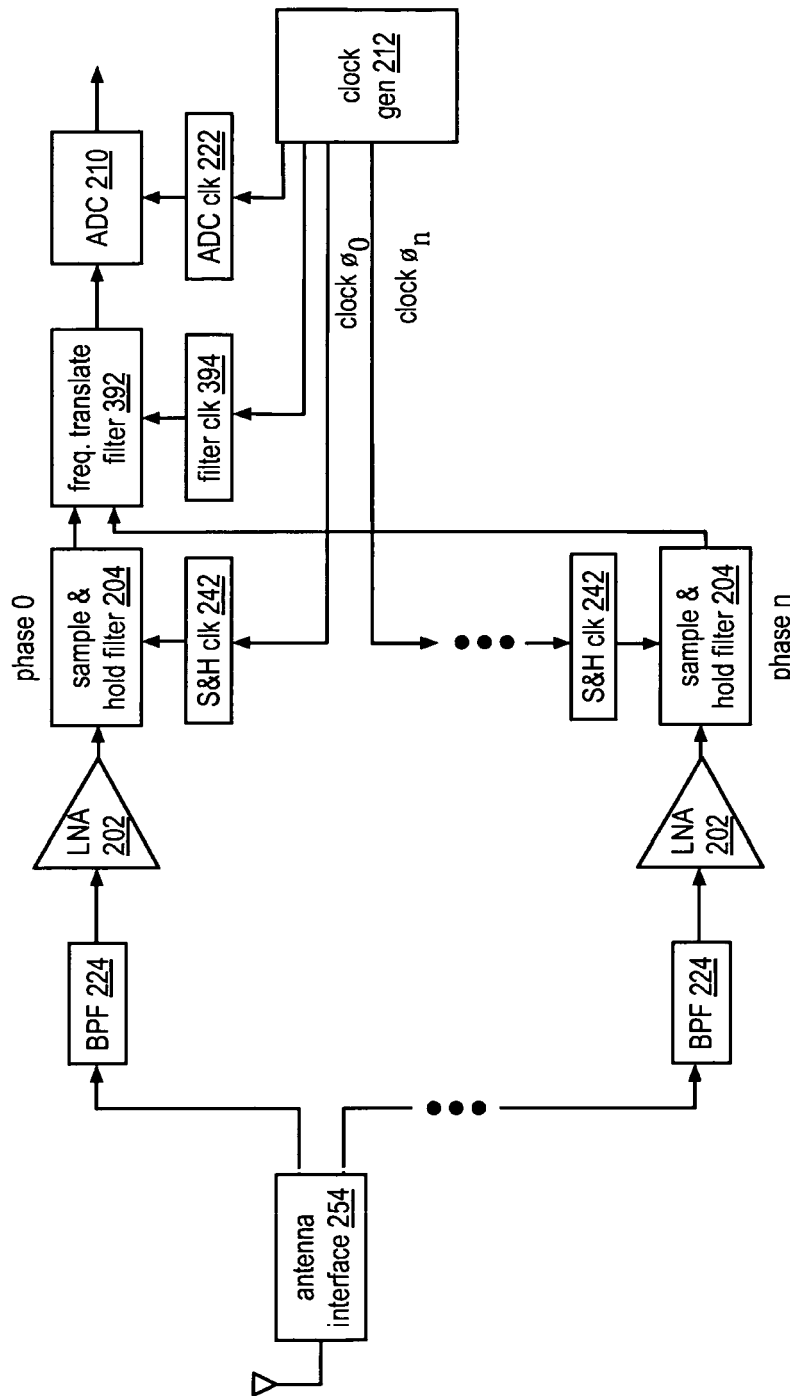 antenna
interface 254
BPF 224
LNA
202
phase 0
sample &
hold filter 204
S&H clk 242
freq. translate
filter 392
filter clk 394
ADC 210
ADC clk 222
clock
gen 212
clock ø0
clock øn
BPF 224
LNA
202
S&H clk 242
sample &
hold filter 204
phase n